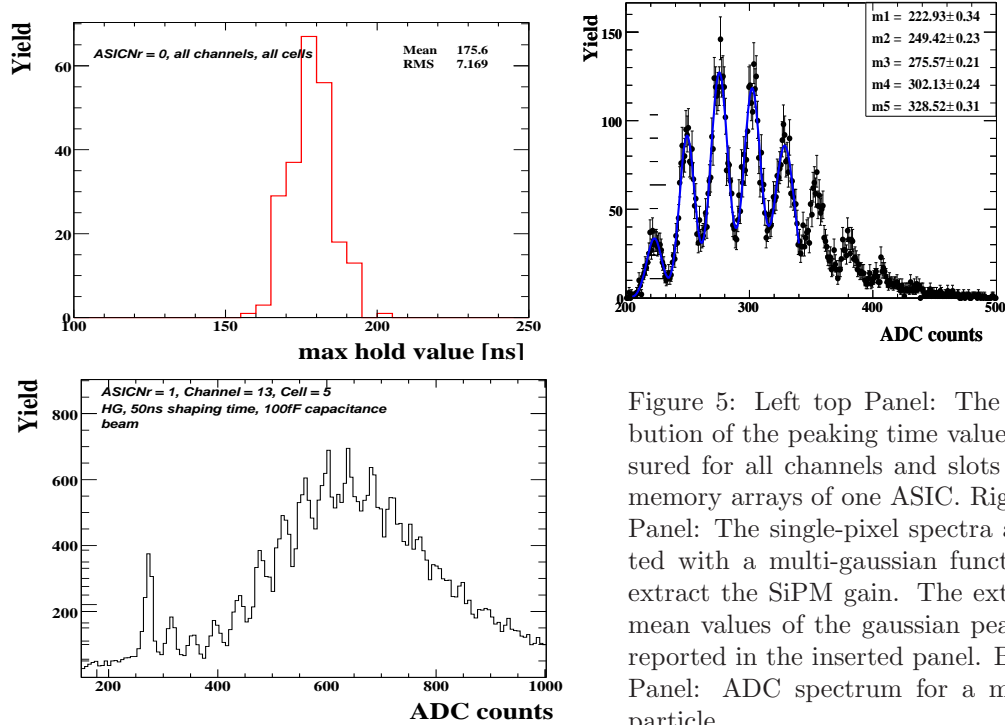 Yield
ASICNr = 0, all channels, all cells
Mean 175.6
RMS 7.169
60
40
20
0
100 150 200 250
max hold value [ns]
Yield
m1 = 222.93± 0.34
m2 = 249.42± 0.23
m3 = 275.57± 0.21
m4 = 302.13± 0.24
m5 = 328.52± 0.31
150
100
50
0
200 300 400 500
ADC counts
Yield
ASICNr = 1, Channel = 13, Cell = 5
HG, 50ns shaping time, 100fF capacitance
beam
800
600
400
200
200 400 600 800 1000
ADC counts
Figure 5: Left top Panel: The
bution of the peaking time value
sured for all channels and slots
memory arrays of one ASIC. Rig
Panel: The single-pixel spectra a
ted with a multi-gaussian funct
extract the SiPM gain. The ext
mean values of the gaussian pea
reported in the inserted panel. B
Panel: ADC spectrum for a m
particle